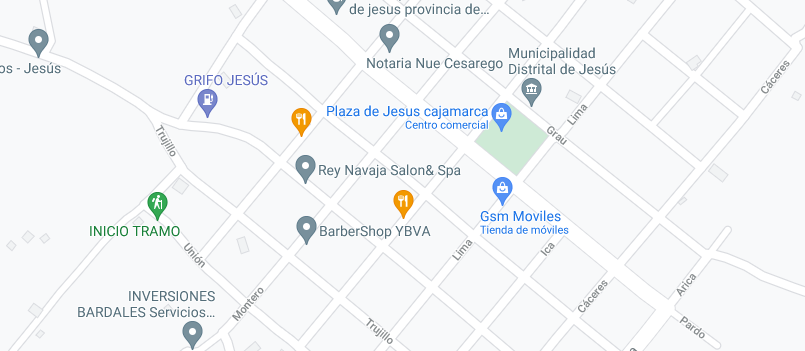 de jesus provincia de...
Notaria Nue Cesarego
Municipalidad
Distrital de Jesús
os - Jesús
GRIFO JESÚS
Cáceres
Plaza de Jesus cajamarca
Centro comercial
Lima
Grau
Trujillo
Rey Navaja Salon& Spa
INICIO TRAMO
BarberShop YBVA
Gsm Moviles
Tienda de móviles
Unión
Lima
Ica
INVERSIONES
BARDALES Servicios...
Montero
Cáceres
Arica
Trujillo
Pardo